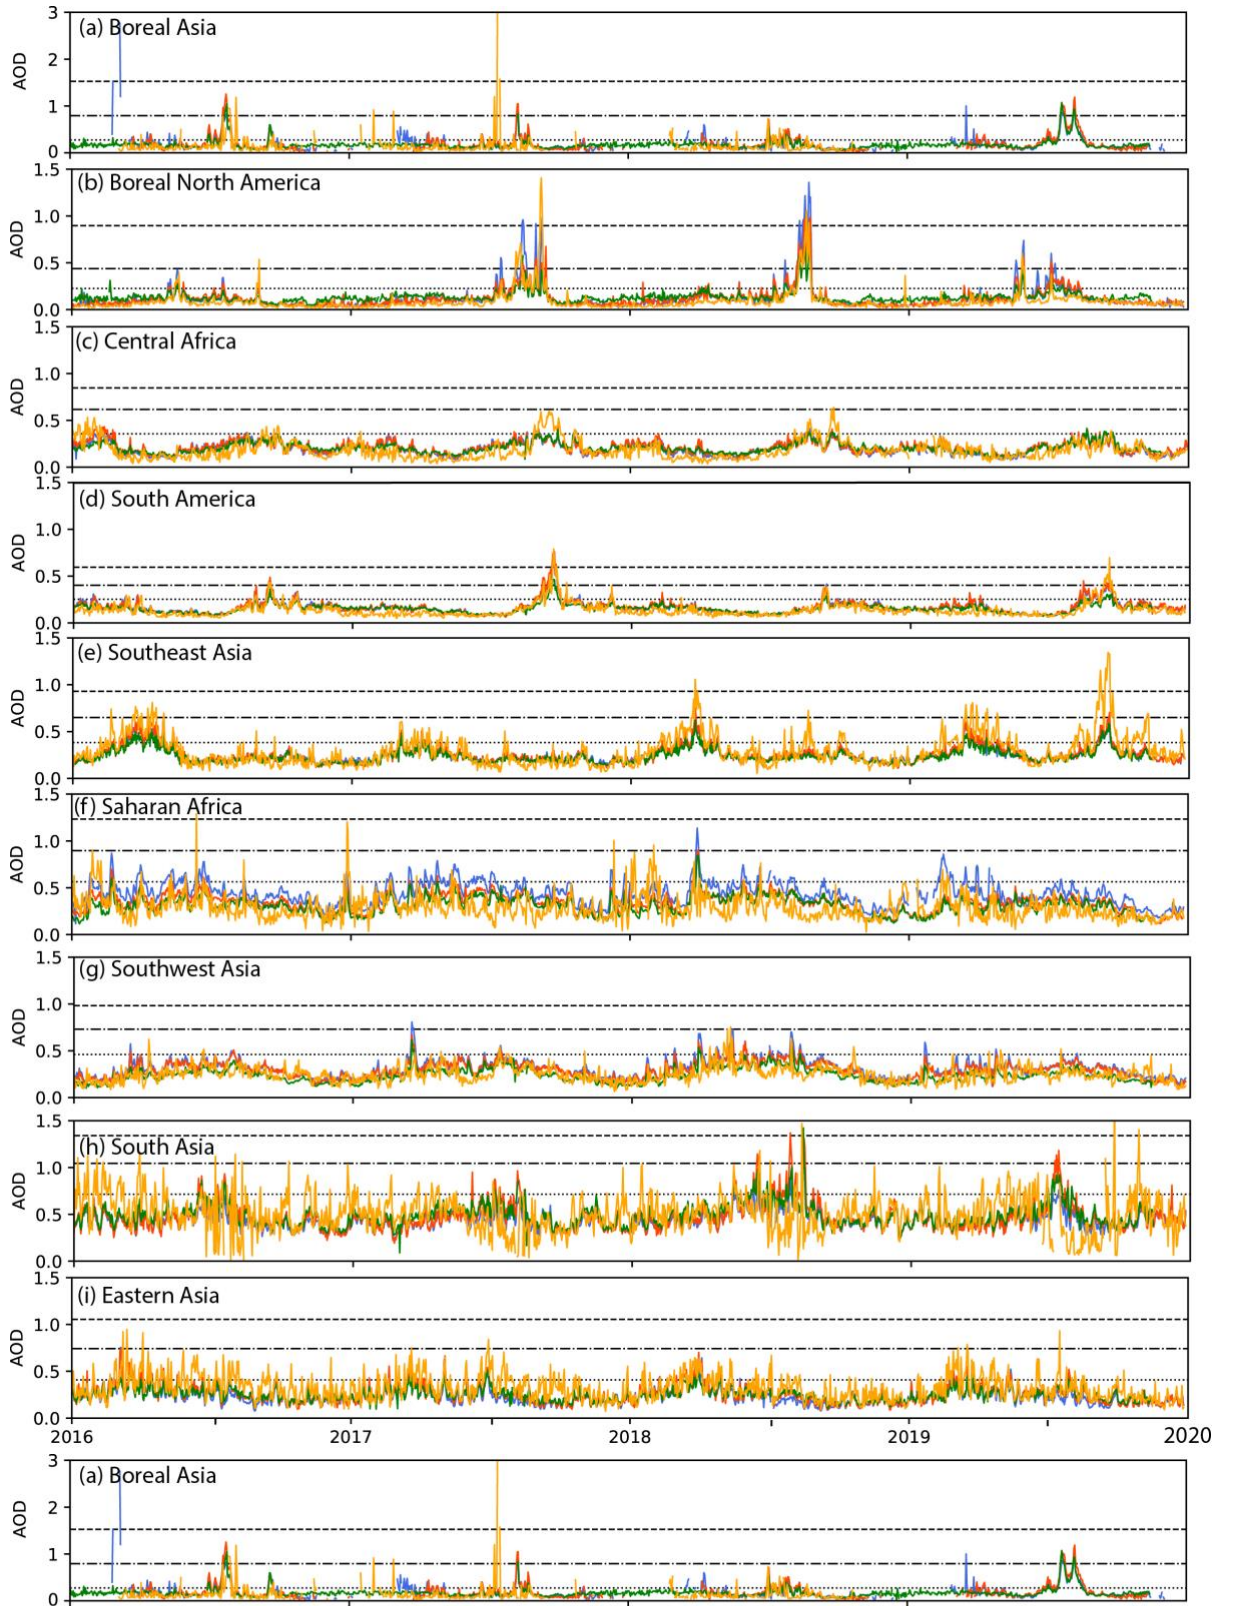 (a) Boreal Asia
3
2
1
0
AOD
(b) Boreal North America
1.5
1.0
0.5
0.0
AOD
(c) Central Africa
1.5
1.0
0.5
0.0
AOD
(d) South America
1.5
1.0
0.5
0.0
AOD
(e) Southeast Asia
1.5
1.0
0.5
0.0
AOD
(f) Saharan Africa
1.5
1.0
0.5
0.0
AOD
(g) Southwest Asia
1.5
1.0
0.5
0.0
AOD
(h) South Asia
1.5
1.0
0.5
0.0
AOD
(i) Eastern Asia
1.5
1.0
0.5
0.0
AOD
2016 2017 2018 2019 2020
(a) Boreal Asia
3
2
1
0
AOD